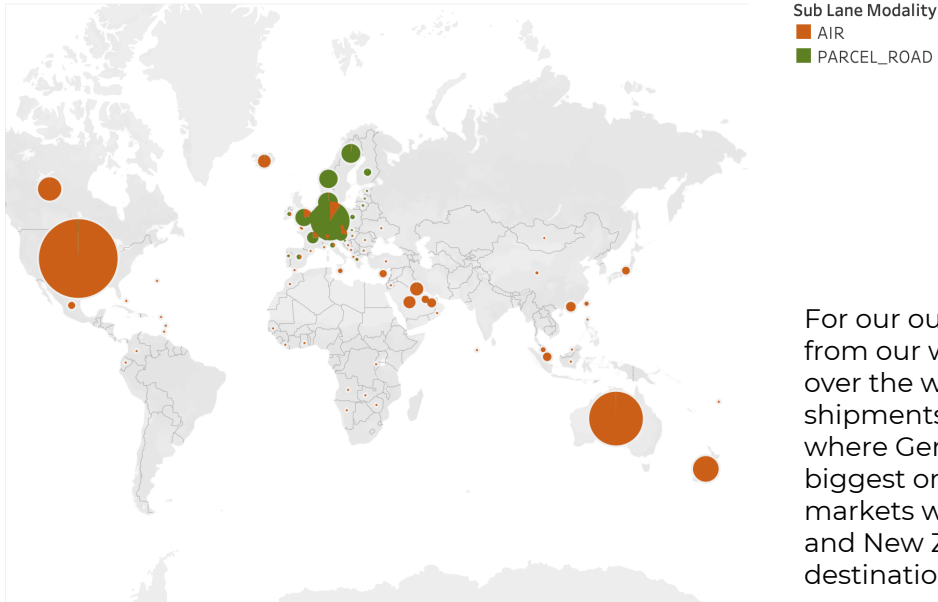 Sub Lane Modality
AIR
PARCEL_ROAD
For our ou
from our w
over the w
shipments
where Ger
biggest or
markets w
and New Z
destinatio